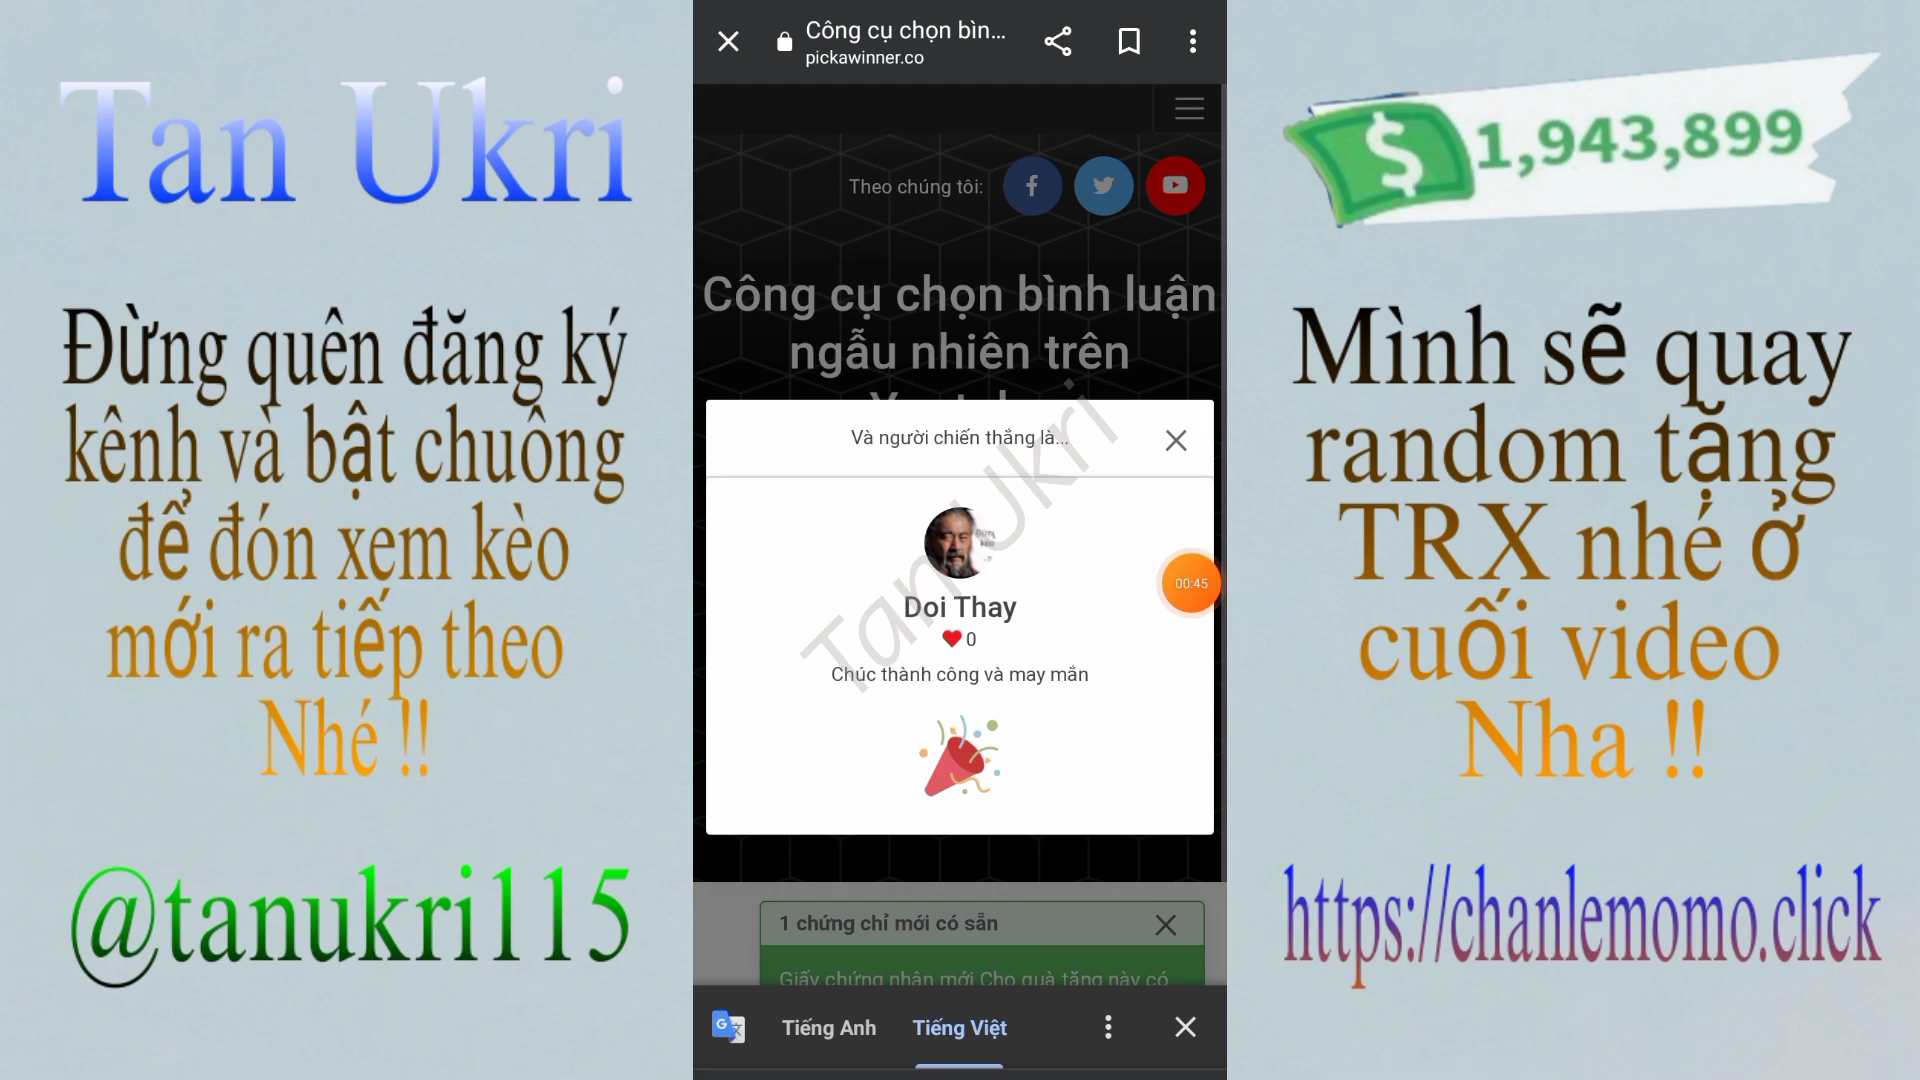 Tan Ukri
Đừng quên đăng ký
kênh và bật chuông
để đón xem kèo
mới ra tiếp theo
Nhé !!
@tanukri115
Công cụ chọn bìn...
pickawinner.co
Theo chúng tôi:
Công cụ chọn bình luận
ngẫu nhiên trên
Và người chiến thắng là...
TanUkri
Doi Thay
0
Chúc thành công và may mắn
00:45
1 chứng chỉ mới có sẵn
Giấy chứng nhận mới Cho quà tặng này có
Tiếng Anh
Tiếng Việt
$ 1,943,899
Mình sẽ quay
random tặng
TRX nhé ở
cuối video
Nha !!
https://chanlemomo.click